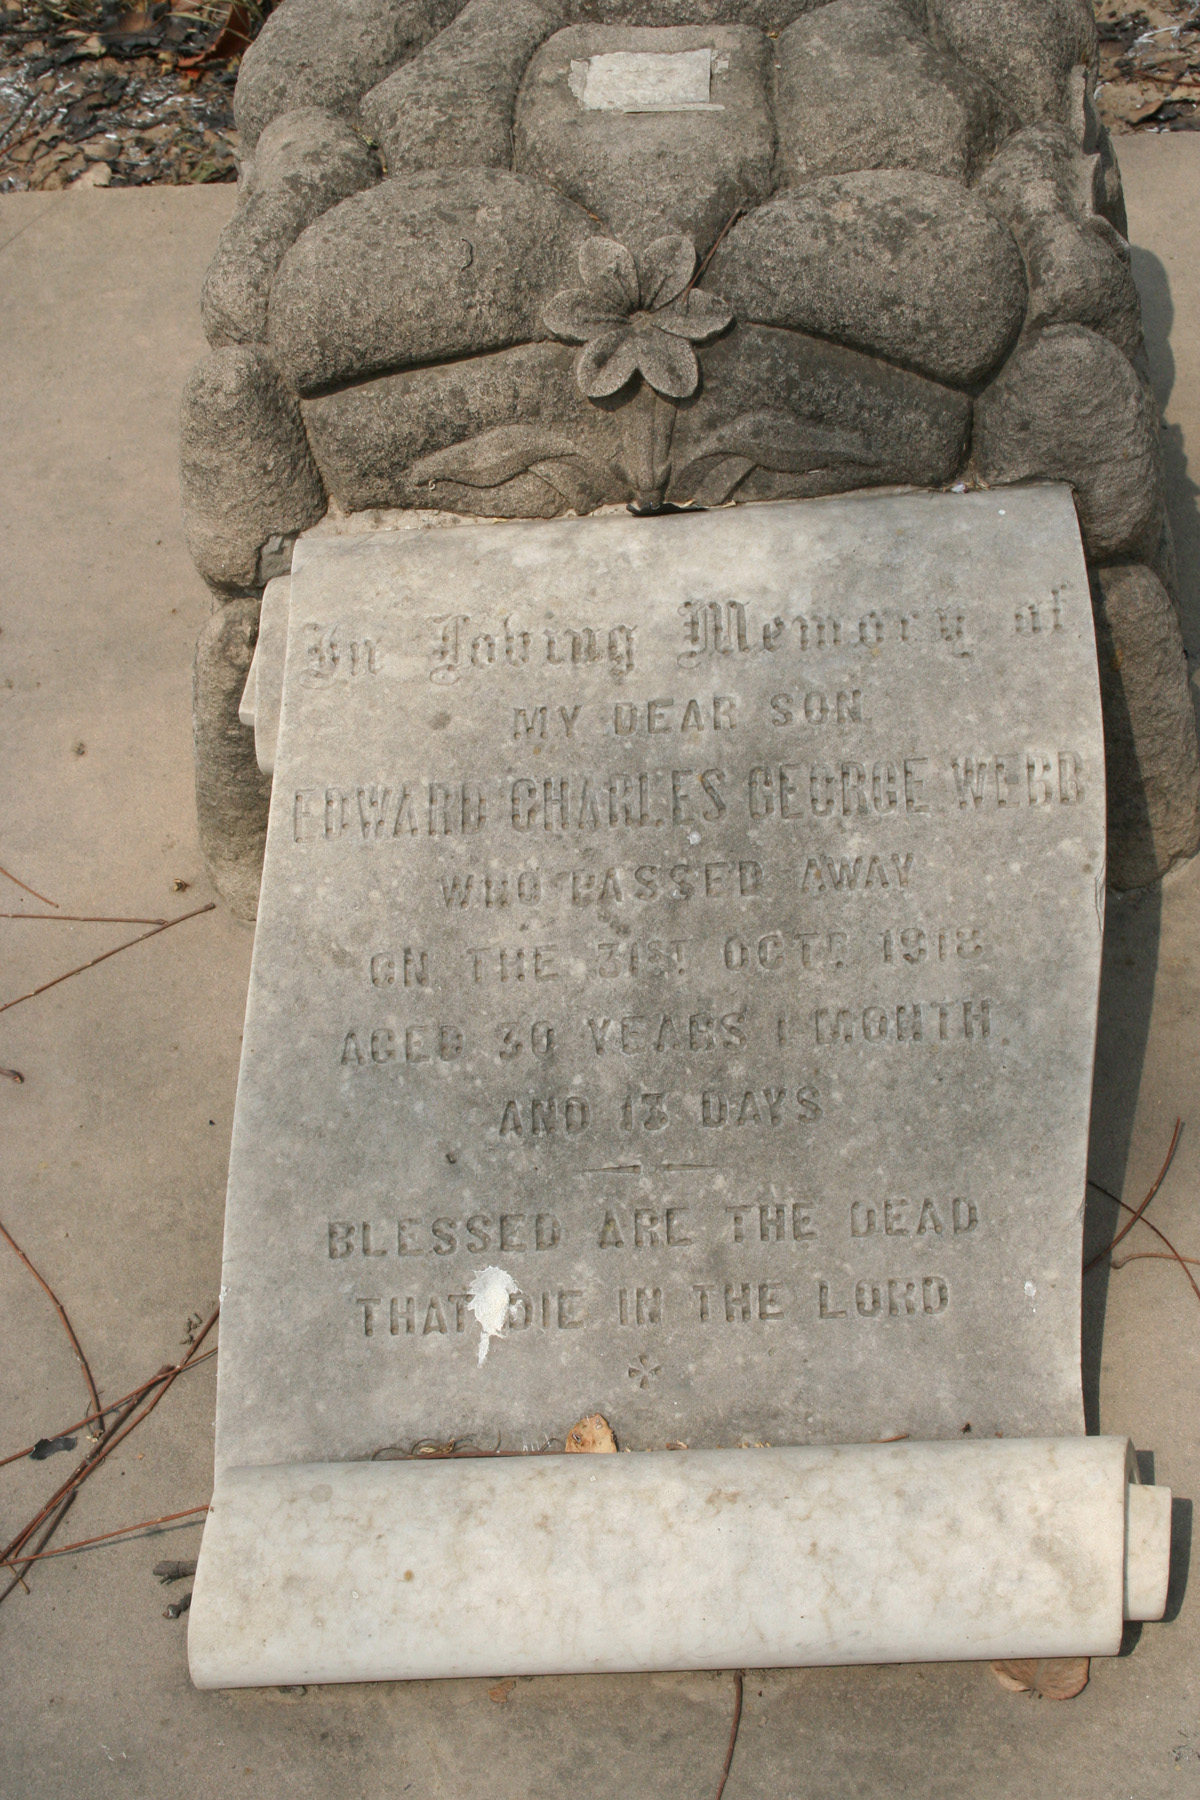 In Loving Memory of
MY DEAR SON
EDWARD CHARLES GEORGE WEBB
WHO PASSED AWAY
ON THE 31ST OCTR. 1918
AGED 30 YEARS 1 MONTH
AND 13 DAYS
BLESSED ARE THE DEAD
THAT DIE IN THE LORD